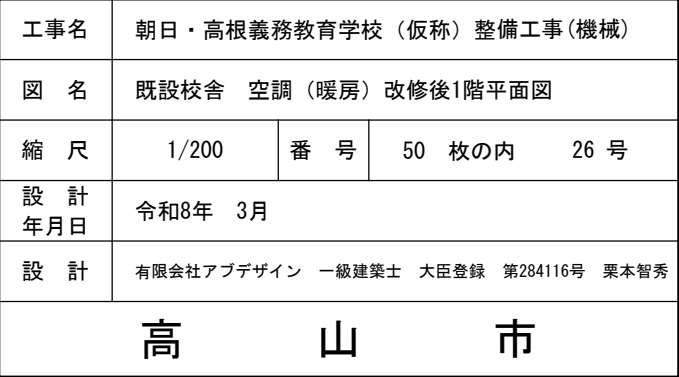 工事名 朝日・高根義務教育学校（仮称）整備工事(機械)
図　名 既設校舎　空調（暖房）改修後1階平面図
縮　尺 1/200 番　号 50　枚の内 26 号
設　計
年月日 令和8年　3月
設　計 有限会社アブデザイン　一級建築士　大臣登録　第284116号　栗本智秀
高　山　市